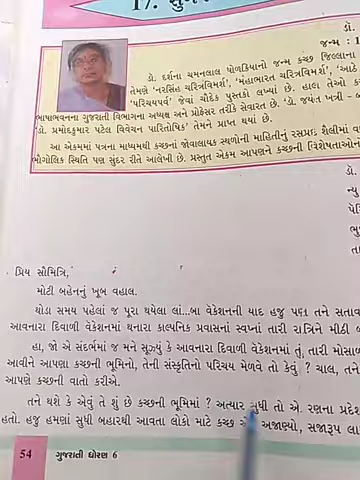 17.
ડૉ.
જન્મ : 1
ડો. દર્શના ચમનલાલ ધોળકિયાનો જન્મ કચ્છ જિલ્લાના
તેમણે 'નરસિંહ ચરિત્રવિમર્શ', 'મહાભારત ચરિત્રવિમર્શ', 'આઠે
'પરિચયપર્વ' જેવાં ચૌદેક પુસ્તકો લખ્યાં છે. હાલ તેઓ ક
ભાષાભવનના ગુજરાતી વિભાગના અધ્યક્ષ અને પ્રોફેસર તરીકે સેવારત છે. 'ડો. જયંત ખત્રી - બ
'ડો. પ્રમોદકુમાર પટેલ વિવેચન પારિતોષિક' તેમને પ્રાપ્ત થયાં છે.
આ એકમમાં પત્રના માધ્યમથી કચ્છનાં જોવાલાયક સ્થળોની માહિતીનું રસપ્રદ શૈલીમાં વ
ભૌગોલિક સ્થિતિ પણ સુંદર રીતે આલેખી છે. પ્રસ્તુત એકમ આપણને કચ્છની વિશેષતાઓનો
ડો.
ન્યુ
પે
ભુ
તા
પ્રિય સૌમિત્રિ,
મોટી બહેનનું ખૂબ વહાલ.
થોડા સમય પહેલાં જ પૂરા થયેલા લાં...બા વેકેશનની યાદ હજુ પણ તને સતાવ
આવનારા દિવાળી વેકેશનમાં થનારા કાલ્પનિક પ્રવાસનાં સ્વપ્નાં તારી રાત્રિને મીઠી બ
હા, જો એ સંદર્ભમાં જ મને સૂઝ્યું કે આવનારા દિવાળી વેકેશનમાં તું, તારી મોસાળ
આવીને આપણા કચ્છની ભૂમિનો, તેની સંસ્કૃતિનો પરિચય મેળવે તો કેવું ? ચાલ, તને
આપણે કચ્છની વાતો કરીએ.
તને થશે કે એવું તે શું છે કચ્છની ભૂમિમાં ? અત્યાર સુધી તો એ. રણના પ્રદેશ
હતો. હજુ હમણાં સુધી બહારથી આવતા લોકો માટે કચ્છ અજાણ્યો, સજારૂપ લા
54 ગુજરાતી ધોરણ 6